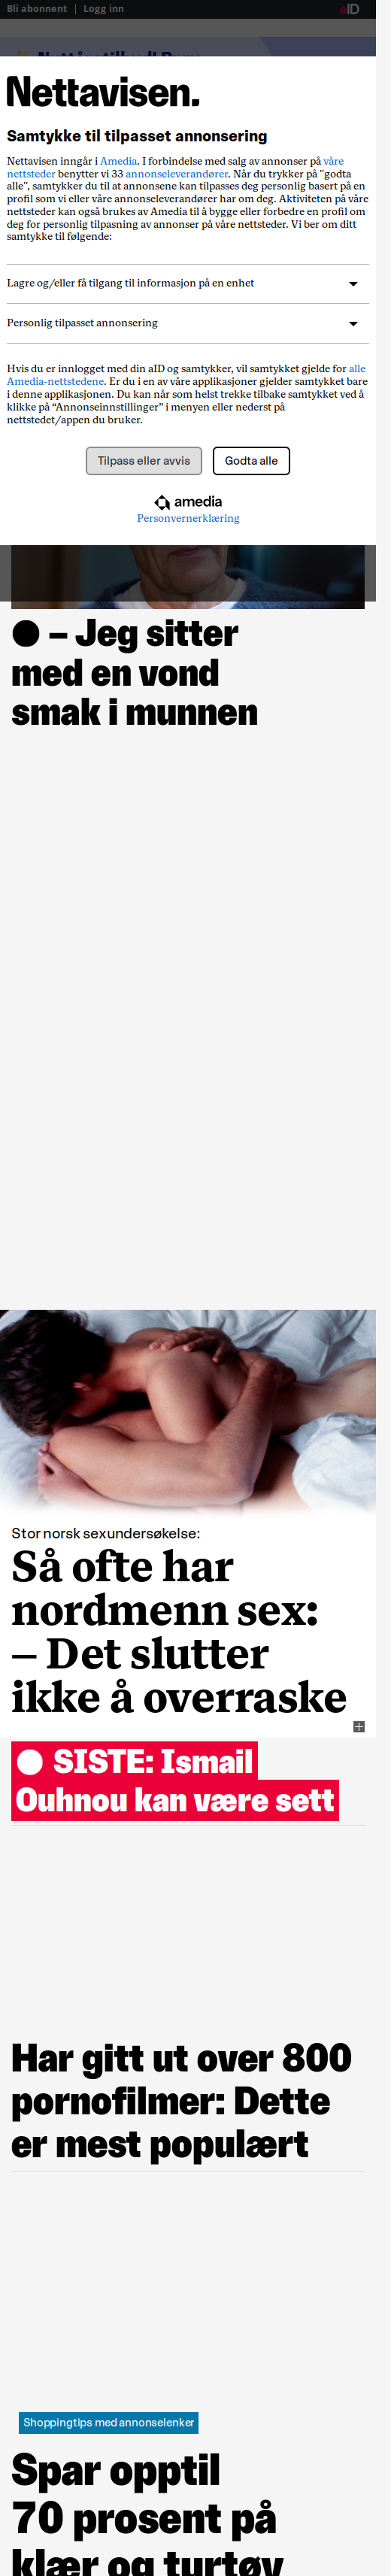 Bli abonnent | Logg inn
aID
Nettavisen.
Samtykke til tilpasset annonsering
Nettavisen inngår i Amedia. I forbindelse med salg av annonser på våre
nettsteder benytter vi 33 annonseleverandører. Når du trykker på "godta
alle", samtykker du til at annonsene kan tilpasses deg personlig basert på en
profil som vi eller våre annonseleverandører har om deg. Aktiviteten på våre
nettsteder kan også brukes av Amedia til å bygge eller forbedre en profil om
deg for personlig tilpasning av annonser på våre nettsteder. Vi ber om ditt
samtykke til følgende:
Lagre og/eller få tilgang til informasjon på en enhet
Personlig tilpasset annonsering
Hvis du er innlogget med din aID og samtykker, vil samtykket gjelde for alle
Amedia-nettstedene. Er du i en av våre applikasjoner gjelder samtykket bare
i denne applikasjonen. Du kan når som helst trekke tilbake samtykket ved å
klikke på “Annonseinnstillinger” i menyen eller nederst på
nettstedet/appen du bruker.
Tilpass eller avvis
Godta alle
amedia
Personvernerklæring
– Jeg sitter
med en vond
smak i munnen
Stor norsk sexundersøkelse:
Så ofte har
nordmenn sex:
– Det slutter
ikke å overraske
SISTE: Ismail
Ouhnou kan være sett
Har gitt ut over 800
pornofilmer: Dette
er mest populært
Shoppingtips med annonselenker
Spar opptil
70 prosent på
klær og turtøy